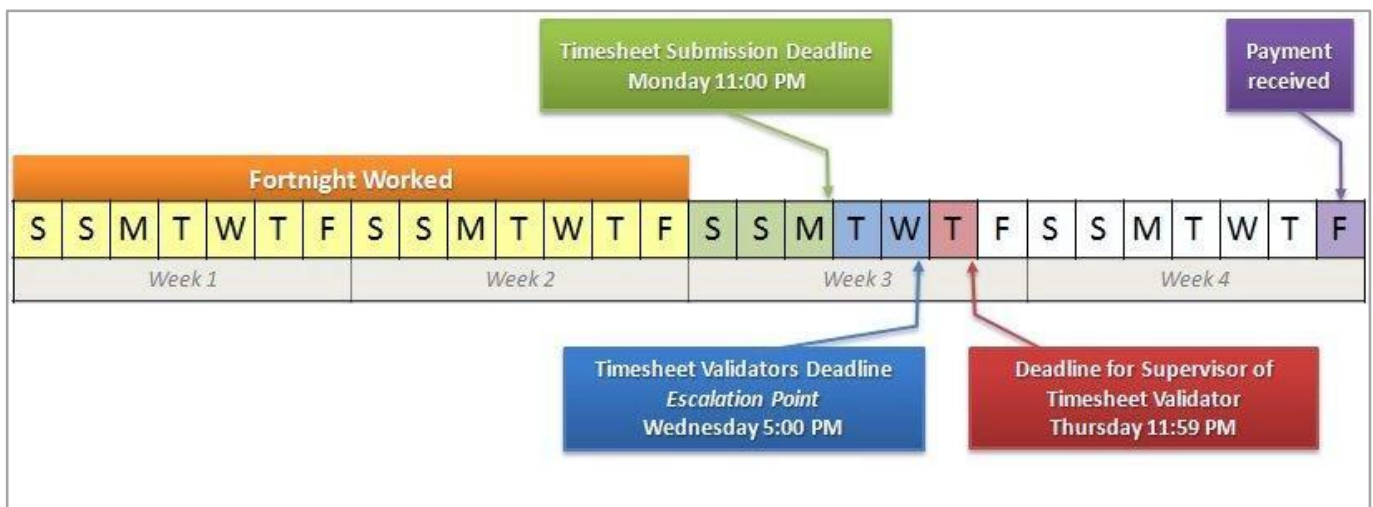 Timesheet Submission Deadline
Monday 11:00 PM
Payment
received
Fortnight Worked
S S M T W T F S S M T W T F S S M T W T F S S M T W T F
Week 1 Week 2 Week 3 Week 4
Timesheet Validators Deadline
Escalation Point
Wednesday 5:00 PM
Deadline for Supervisor of
Timesheet Validator
Thursday 11:59 PM